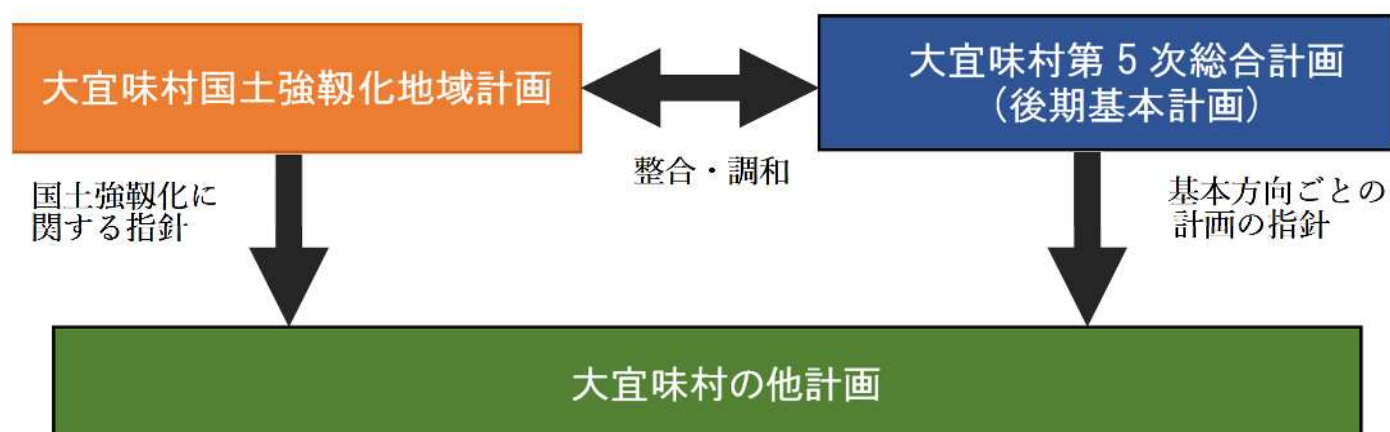 大宜味村国土強靱化地域計画
大宜味村第5次総合計画
（後期基本計画）
整合・調和
国土強靱化に
関する指針
基本方向ごとの
計画の指針
大宜味村の他計画